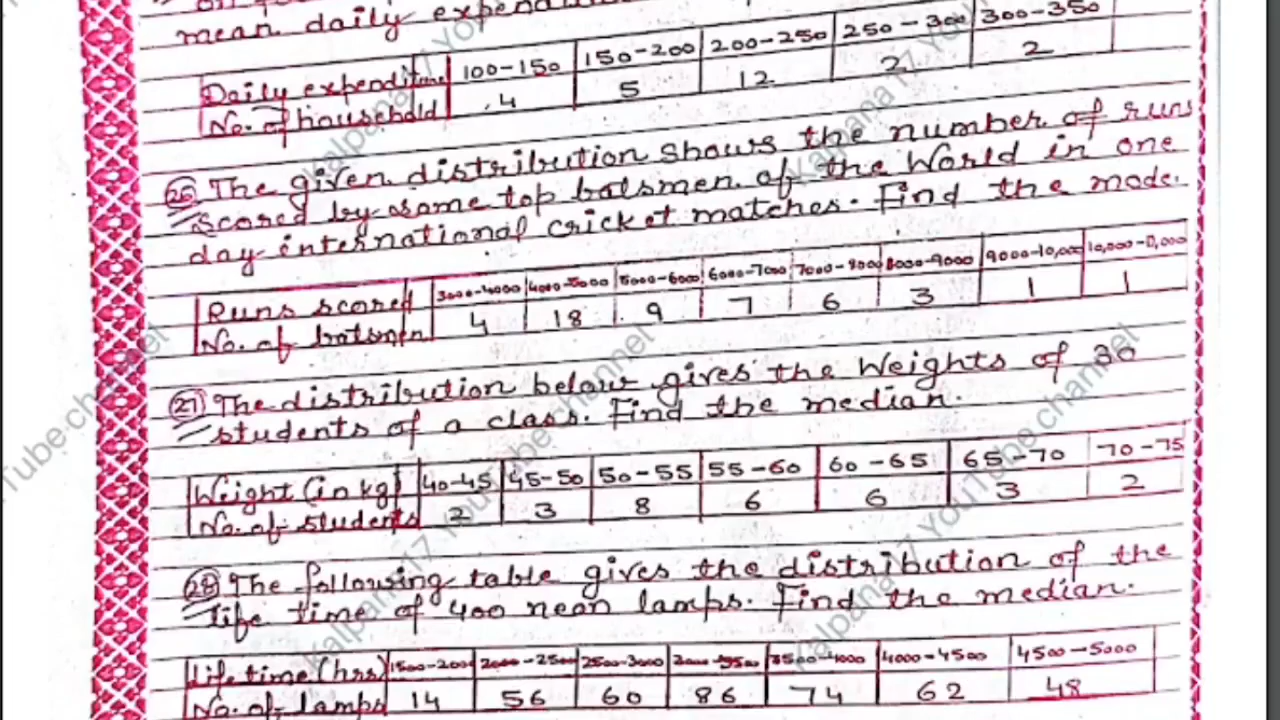 mean daily expend
Daily expenditure 100-150 150-200 200-250 250-300 300-350
No. of household 4 5 12 2 2
26 The given distribution shows the number of runs
scored by some top batsmen of the World in one
day international cricket matches. Find the mode.
Runs scored 3000-4000 4000-5000 5000-6000 6000-7000 7000-8000 8000-9000 9000-10,000 10,000-11,000
No. of batsmen 4 18 9 7 6 3 1 1
27 The distribution below gives the Weights of 30
students of a class. Find the median.
Weight (in kg) 40-45 45-50 50-55 55-60 60-65 65-70 70-75
No. of students 2 3 8 6 6 3 2
28 The following table gives the distribution of the
life time of 400 neon lamps. Find the median.
Life time (hrs) 1500-2000 2000-2500 2500-3000 3000-3500 3500-4000 4000-4500 4500-5000
No. of lamps 14 56 60 86 74 62 48
Kalpana 17 YouTube channel